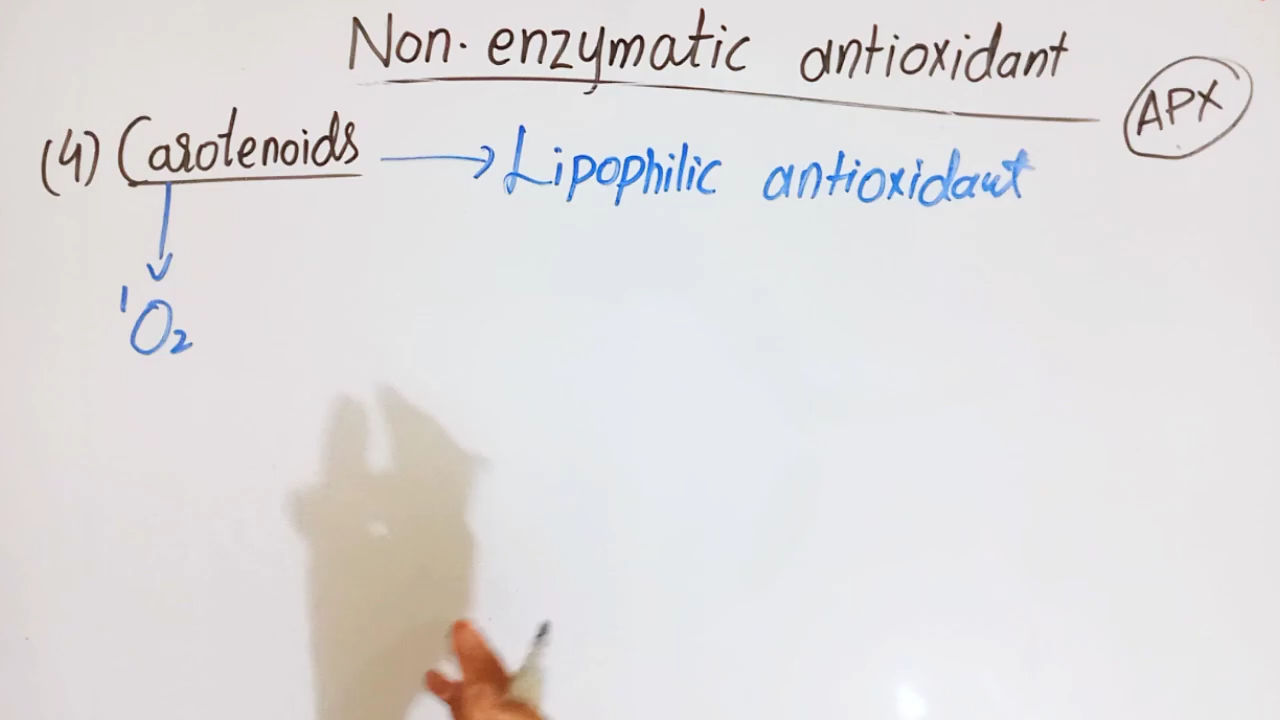 Non-enzymatic antioxidant
APX
(4) Carotenoids → Lipophilic antioxidant
¹O₂